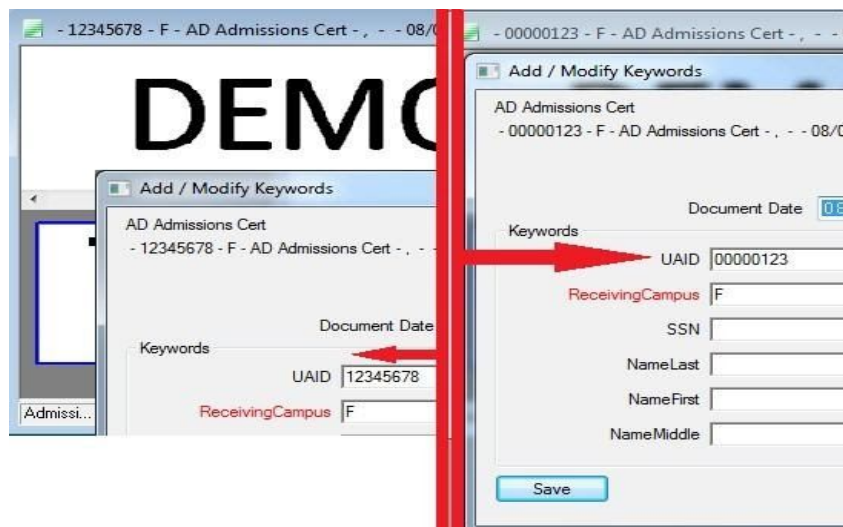 - 12345678 - F - AD Admissions Cert - , - - 08/
DEMO
Add / Modify Keywords
AD Admissions Cert
- 12345678 - F - AD Admissions Cert - , - -
Document Date
Keywords
UAID 12345678
ReceivingCampus F
Admissi...
- 00000123 - F - AD Admissions Cert - , - -
Add / Modify Keywords
AD Admissions Cert
- 00000123 - F - AD Admissions Cert - , - - 08/0
Document Date 08
Keywords
UAID 00000123
ReceivingCampus F
SSN
NameLast
NameFirst
NameMiddle
Save